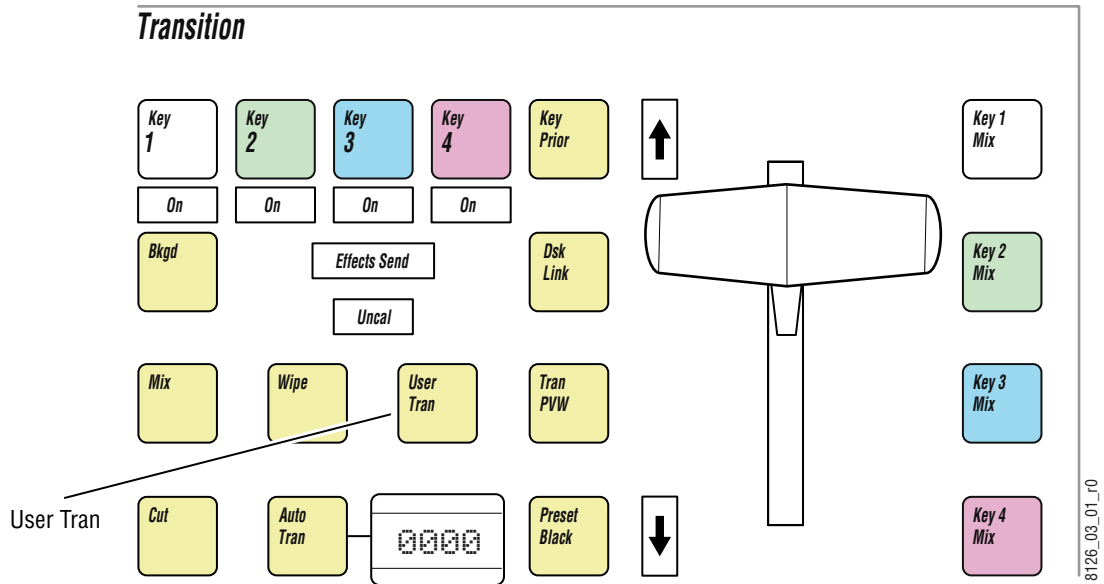 Transition
Key
1
Key
2
Key
3
Key
4
Key
Prior
Key 1
Mix
On
On
On
On
Bkgd
Effects Send
Dsk
Link
Key 2
Mix
Uncal
Mix
Wipe
User
Tran
Tran
PVW
Key 3
Mix
User Tran
Cut
Auto
Tran
0000
Preset
Black
Key 4
Mix
8126_03_01_r0